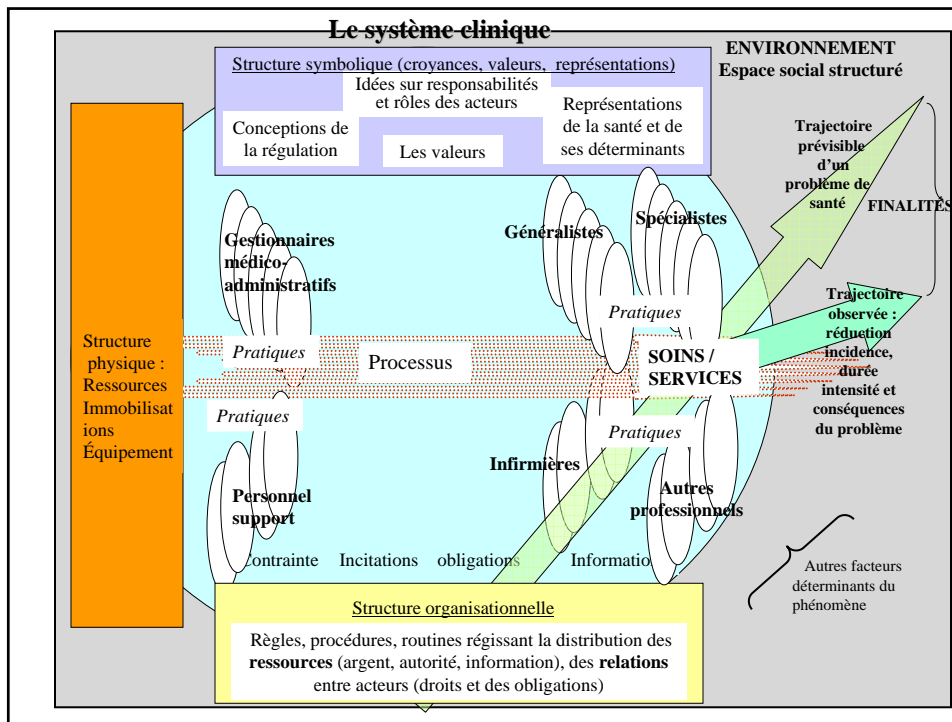 Le système clinique
ENVIRONNEMENT
Espace social structuré
Structure symbolique (croyances, valeurs, représentations)
Idées sur responsabilités
et rôles des acteurs
Conceptions de
la régulation
Les valeurs
Représentations
de la santé et de
ses déterminants
Trajectoire
prévisible
d’un
problème de
santé
FINALITÉS
Gestionnaires
médico-
administratifs
Généralistes
Spécialistes
Pratiques
Pratiques
Structure
physique :
Ressources
Immobilisat
ions
Équipement
Processus
SOINS /
SERVICES
Trajectoire
observée :
réduction
incidence,
durée
intensité et
conséquences
du problème
Pratiques
Pratiques
Personnel
support
Infirmières
Autres
professionnels
ontrainte Incitations obligations Informatio
Autres facteurs
déterminants du
phénomène
Structure organisationnelle
Règles, procédures, routines régissant la distribution des
ressources (argent, autorité, information), des relations
entre acteurs (droits et des obligations)